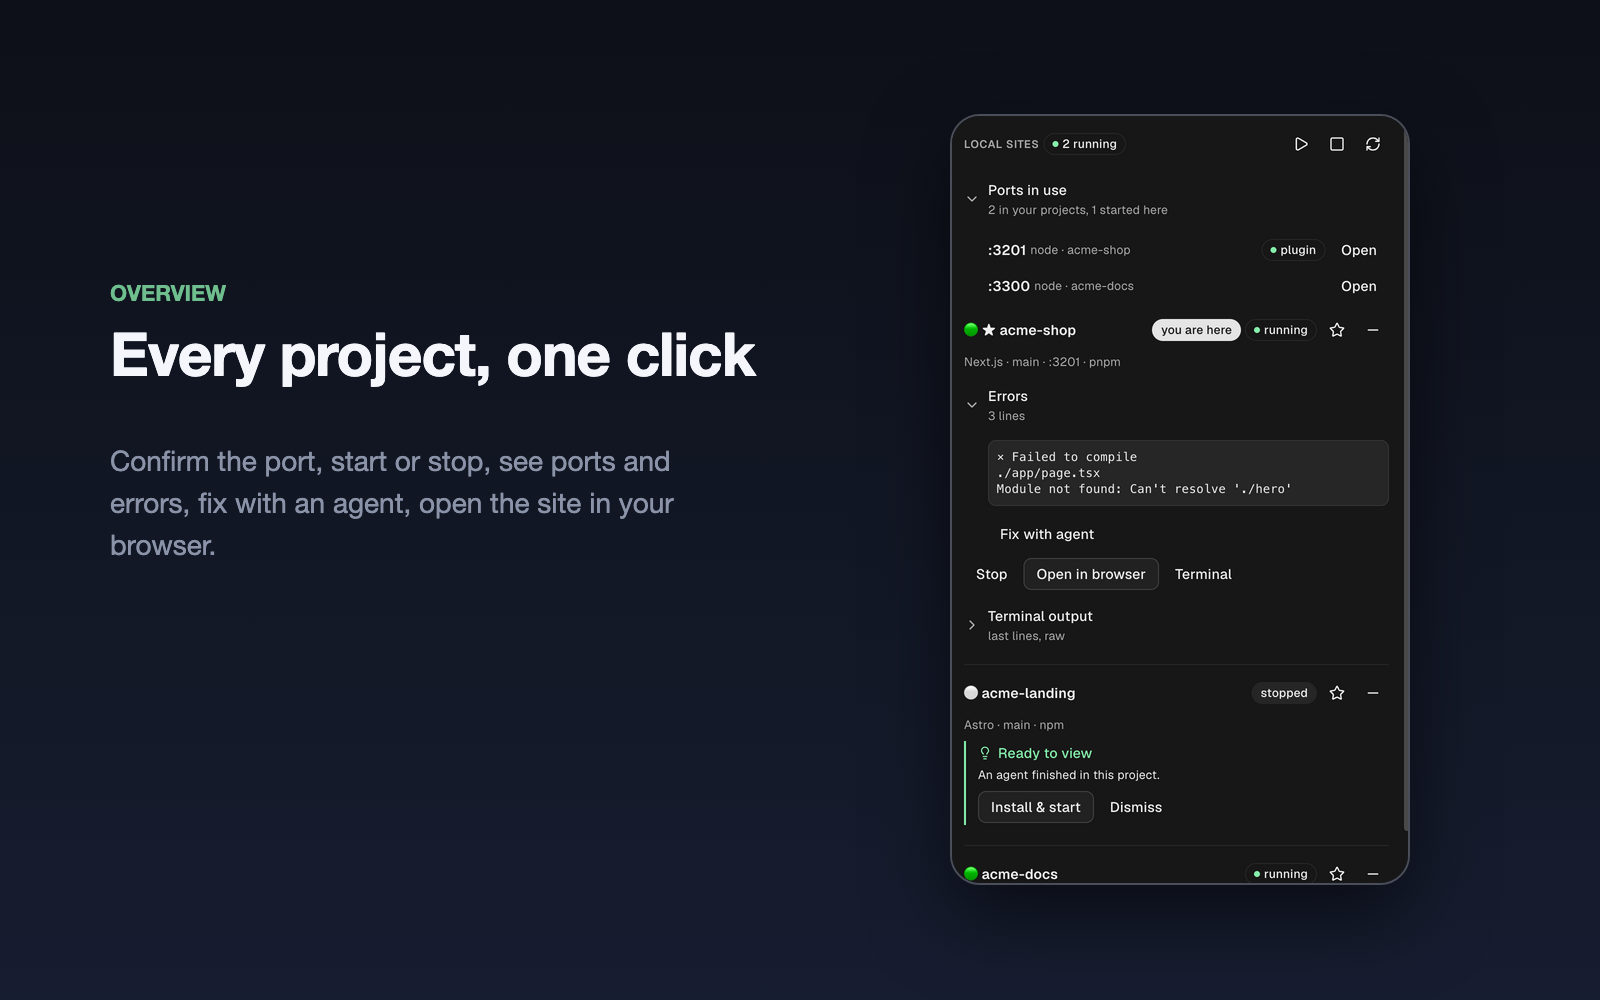 OVERVIEW
Every project, one click
Confirm the port, start or stop, see ports and
errors, fix with an agent, open the site in your
browser.
LOCAL SITES 2 running
Ports in use
2 in your projects, 1 started here
:3201 node · acme-shop plugin Open
:3300 node · acme-docs Open
acme-shop you are here running
Next.js · main · :3201 · pnpm
Errors
3 lines
× Failed to compile
./app/page.tsx
Module not found: Can't resolve './hero'
Fix with agent
Stop Open in browser Terminal
Terminal output
last lines, raw
acme-landing stopped
Astro · main · npm
Ready to view
An agent finished in this project.
Install & start Dismiss
acme-docs running